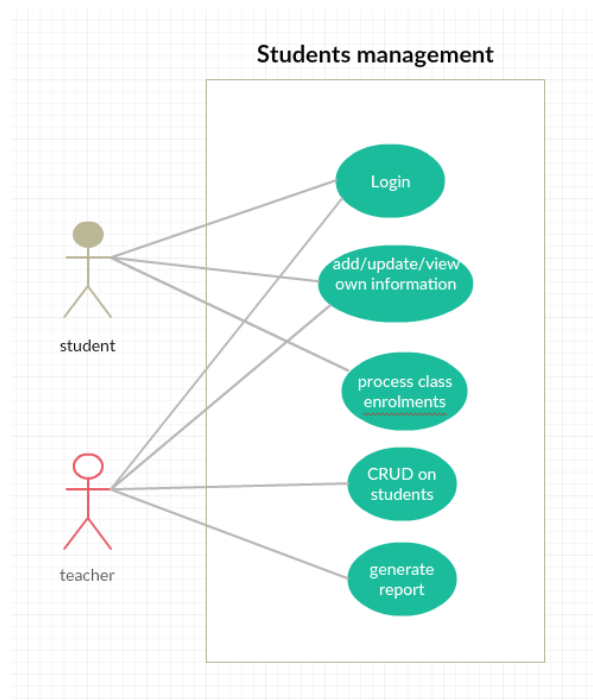 Students management
Login
add/update/view
own information
student
process class
enrolments
CRUD on
students
teacher
generate
report